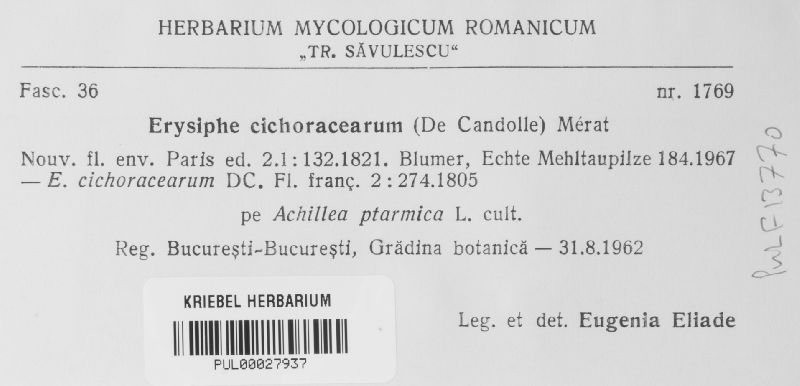 HERBARIUM MYCOLOGICUM ROMANICUM
„TR. SĂVULESCU“
Fasc. 36 nr. 1769
Erysiphe cichoracearum (De Candolle) Mérat
Nouv. fl. env. Paris ed. 2.1 : 132.1821. Blumer, Echte Mehltaupilze 184.1967
— E. cichoracearum DC. Fl. franç. 2 : 274.1805
pe Achillea ptarmica L. cult.
Reg. București-București, Grădina botanică — 31.8.1962
Leg. et det. Eugenia Eliade
KRIEBEL HERBARIUM
PUL00027937
PULF13770